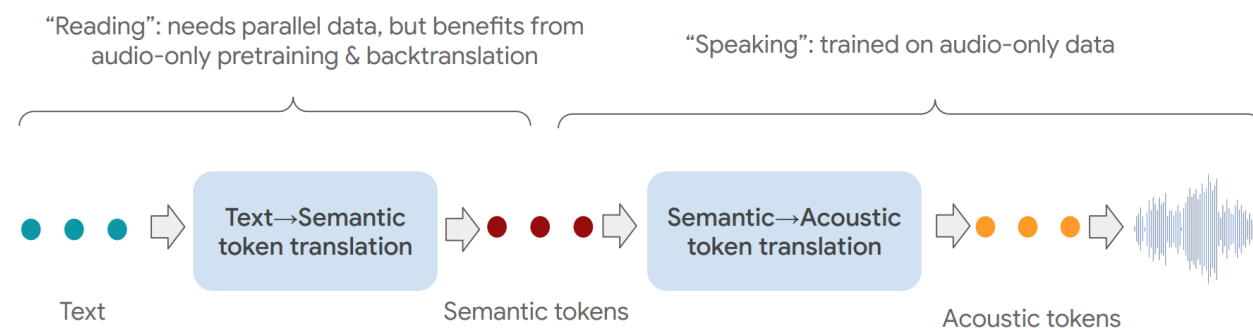 “Reading”: needs parallel data, but benefits from
audio-only pretraining & backtranslation
“Speaking”: trained on audio-only data
Text→Semantic
token translation
Semantic→Acoustic
token translation
Text
Semantic tokens
Acoustic tokens